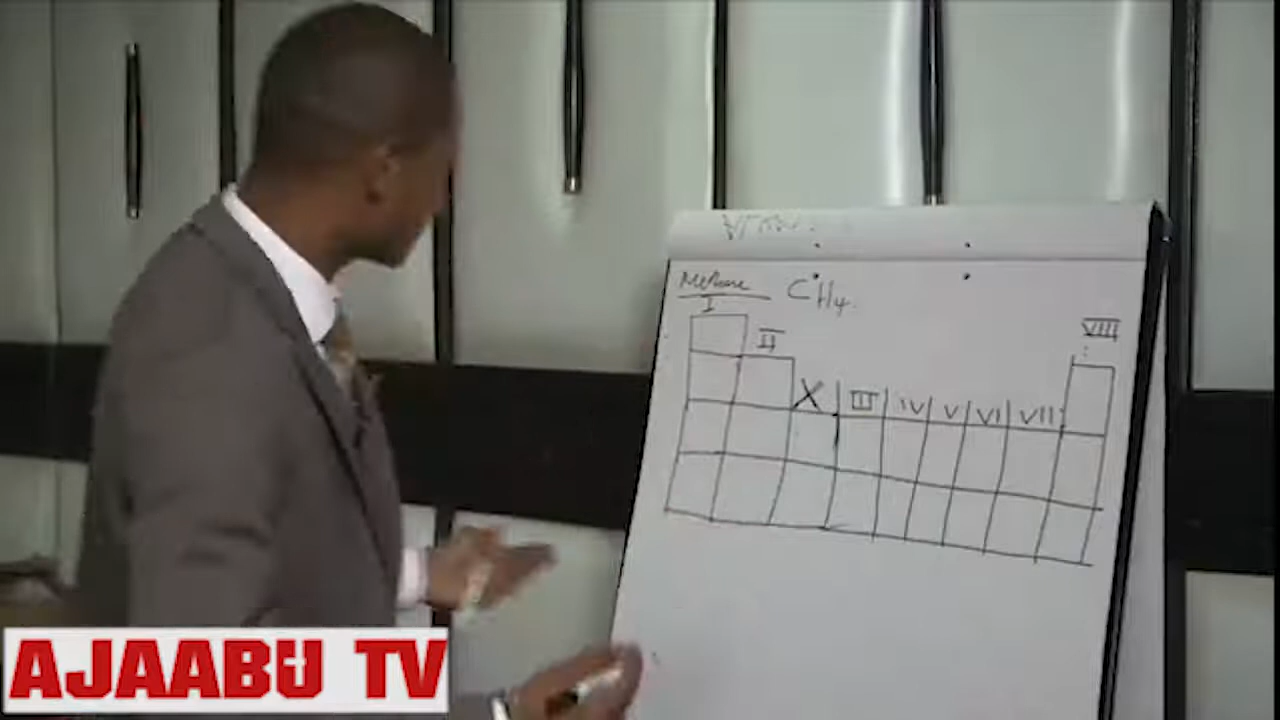 Methane CH4.
I
II
VIII
X III IV V VI VII
AJAABU TV